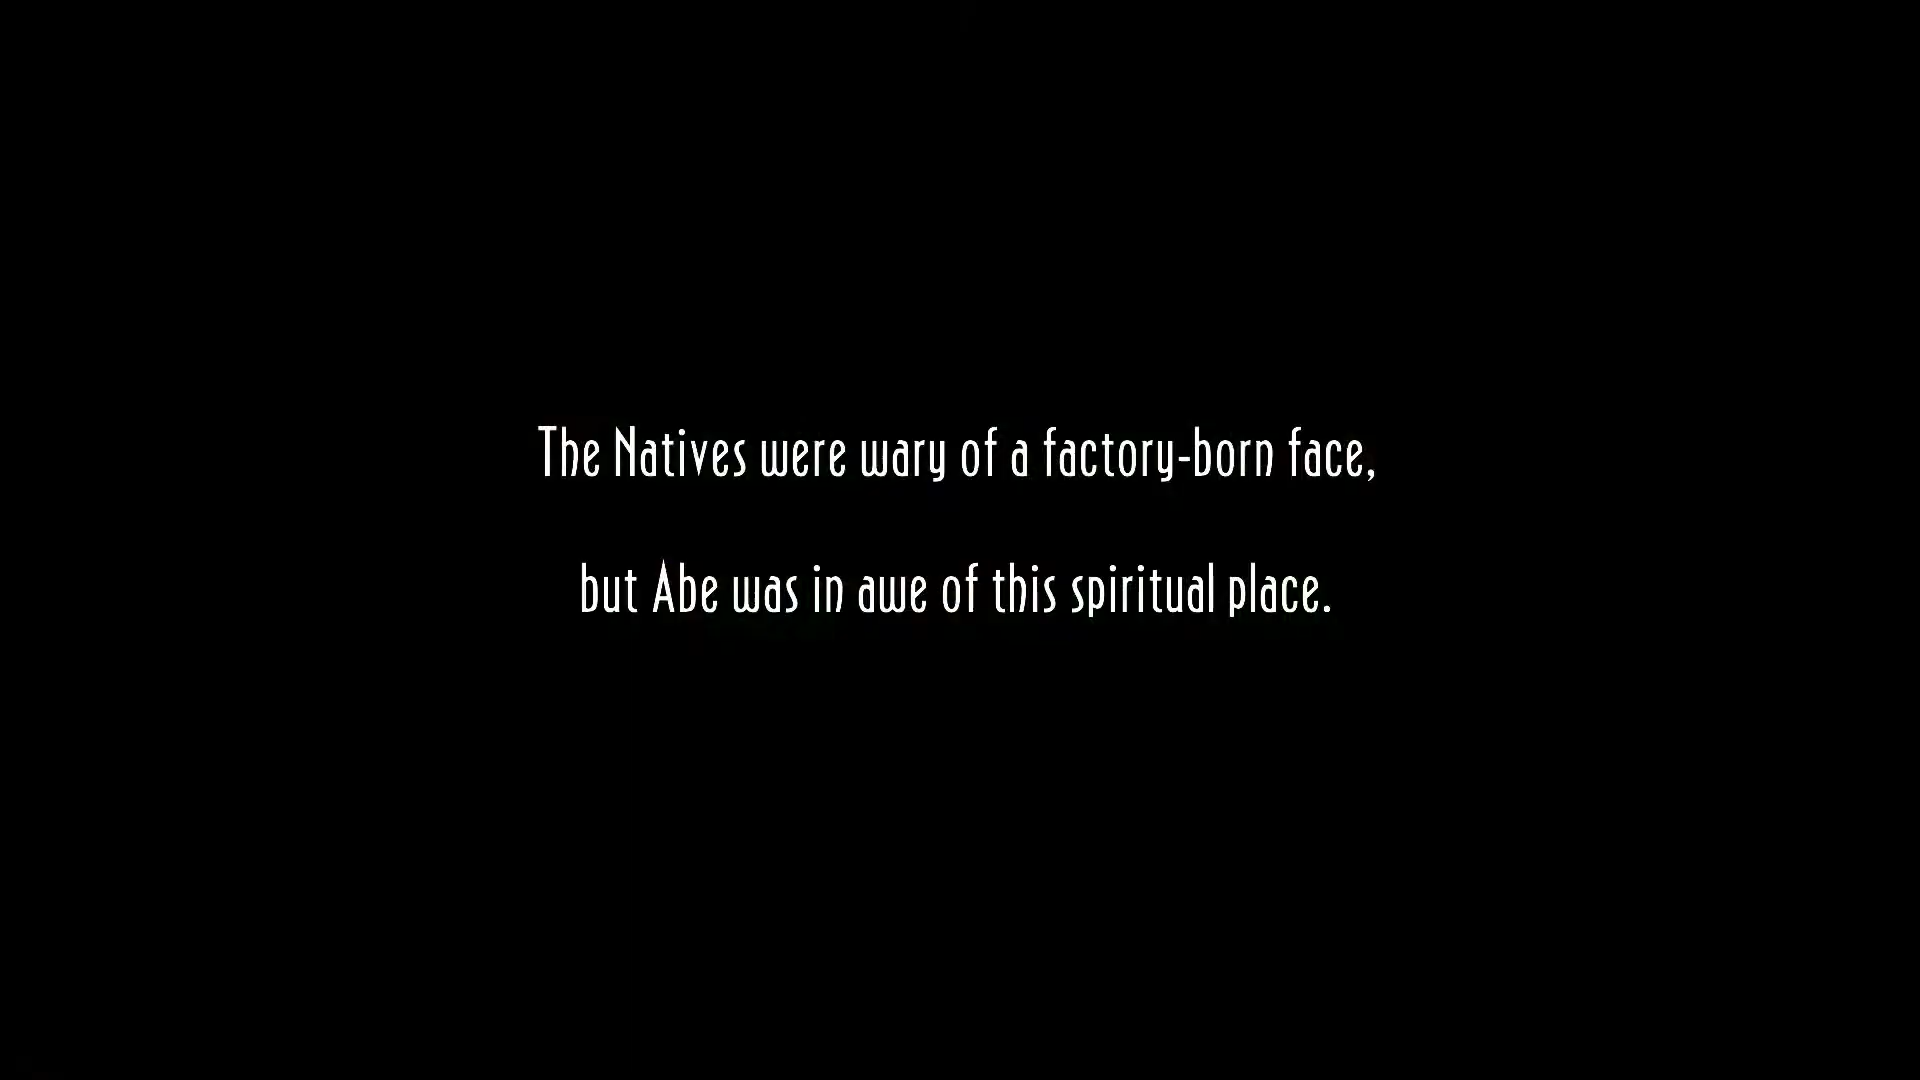 The Natives were wary of a factory-born face,
but Abe was in awe of this spiritual place.